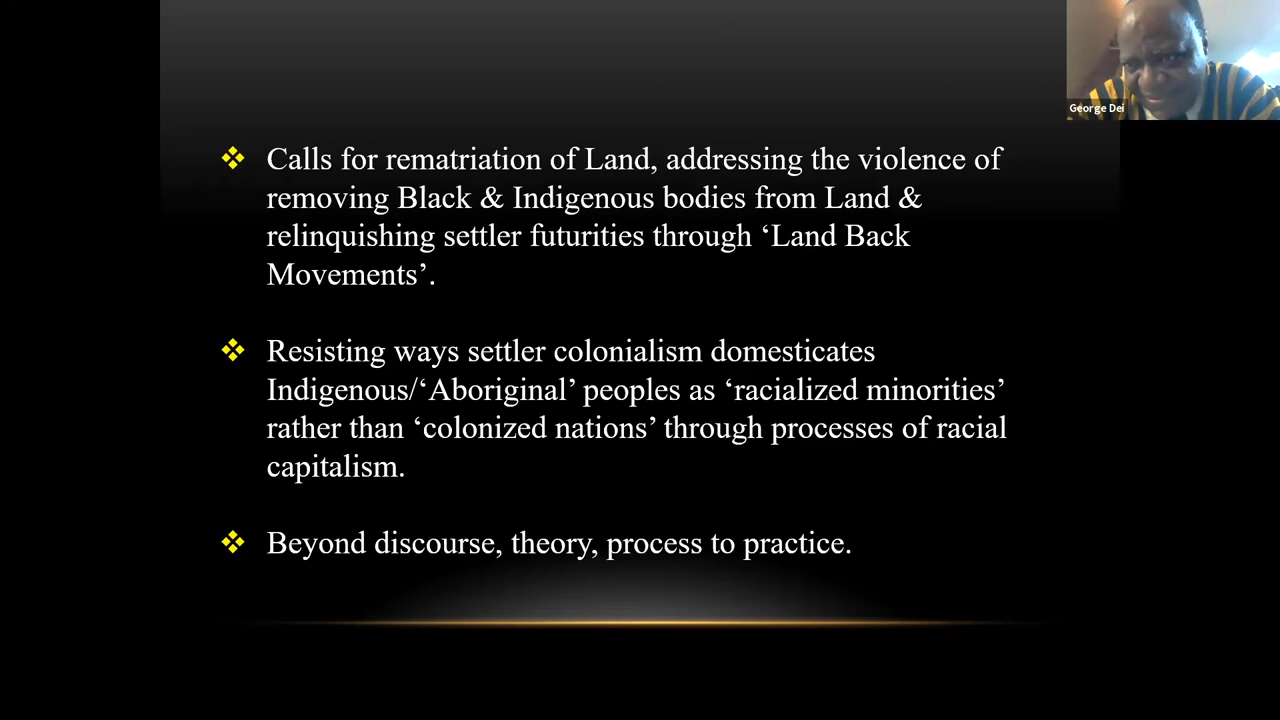 George Dei
Calls for rematriation of Land, addressing the violence of
removing Black & Indigenous bodies from Land &
relinquishing settler futurities through ‘Land Back
Movements’.
Resisting ways settler colonialism domesticates
Indigenous/‘Aboriginal’ peoples as ‘racialized minorities’
rather than ‘colonized nations’ through processes of racial
capitalism.
Beyond discourse, theory, process to practice.